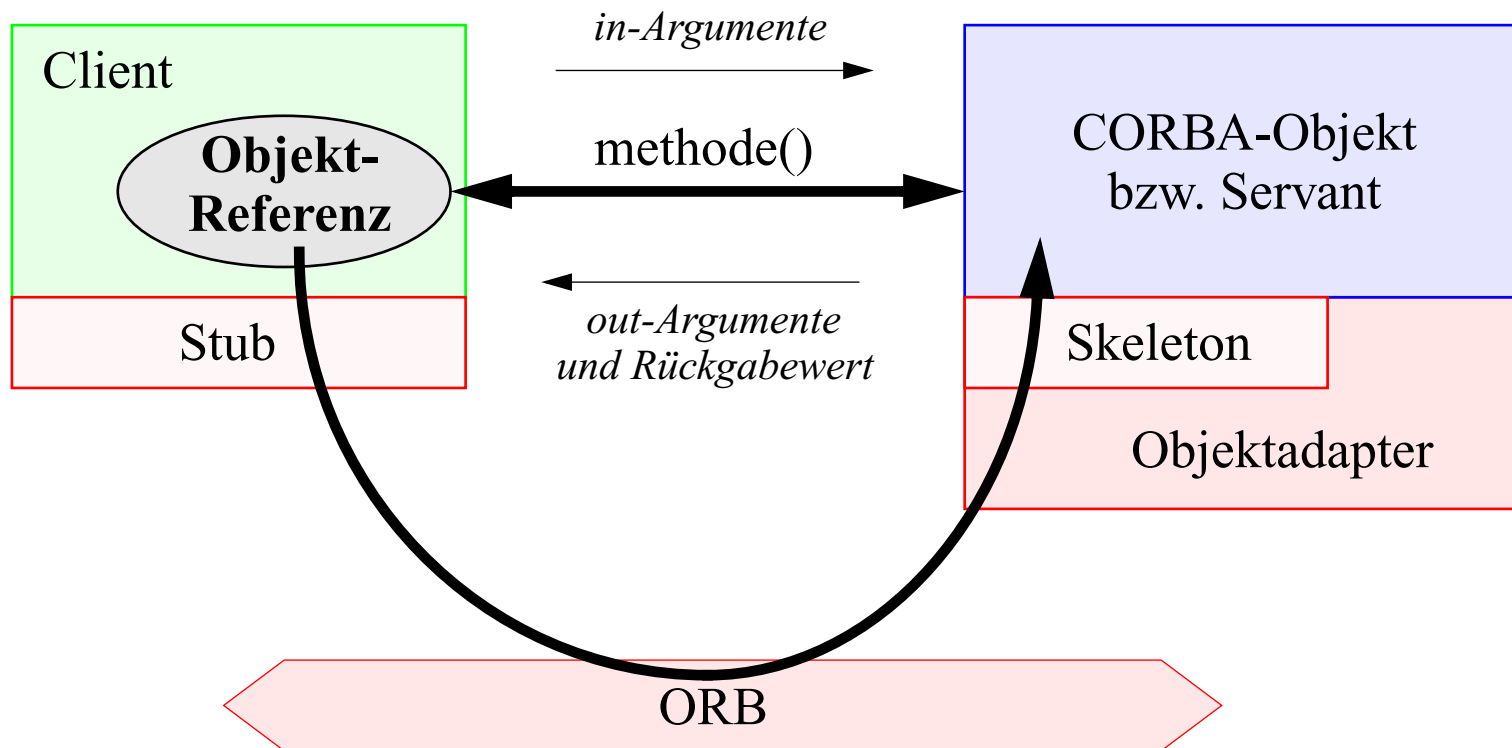 Client
Objekt-
Referenz
Stub
in-Argumente
methode()
out-Argumente
und Rückgabewert
CORBA-Objekt
bzw. Servant
Skeleton
Objektadapter
ORB